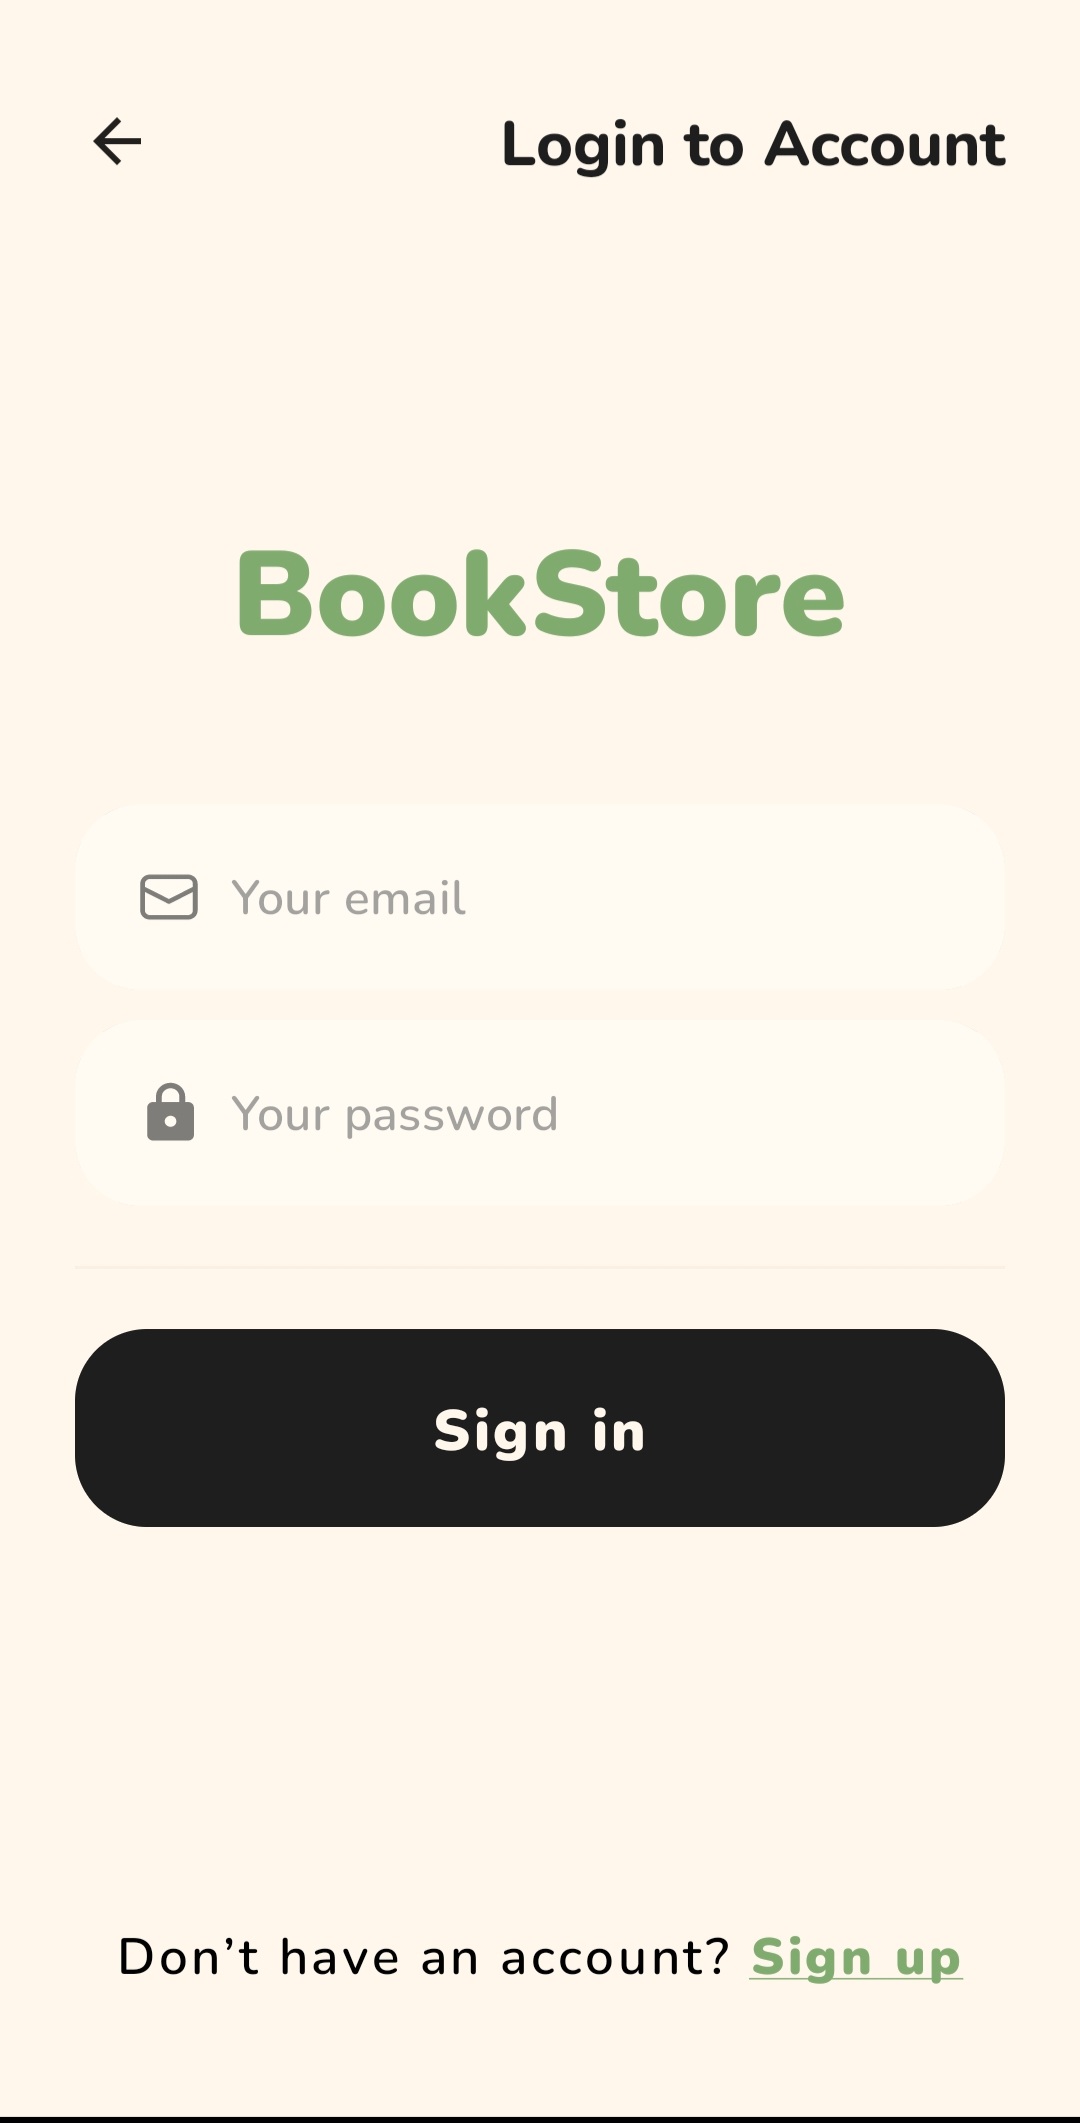 Login to Account
BookStore
Your email
Your password
Sign in
Don’t have an account? Sign up